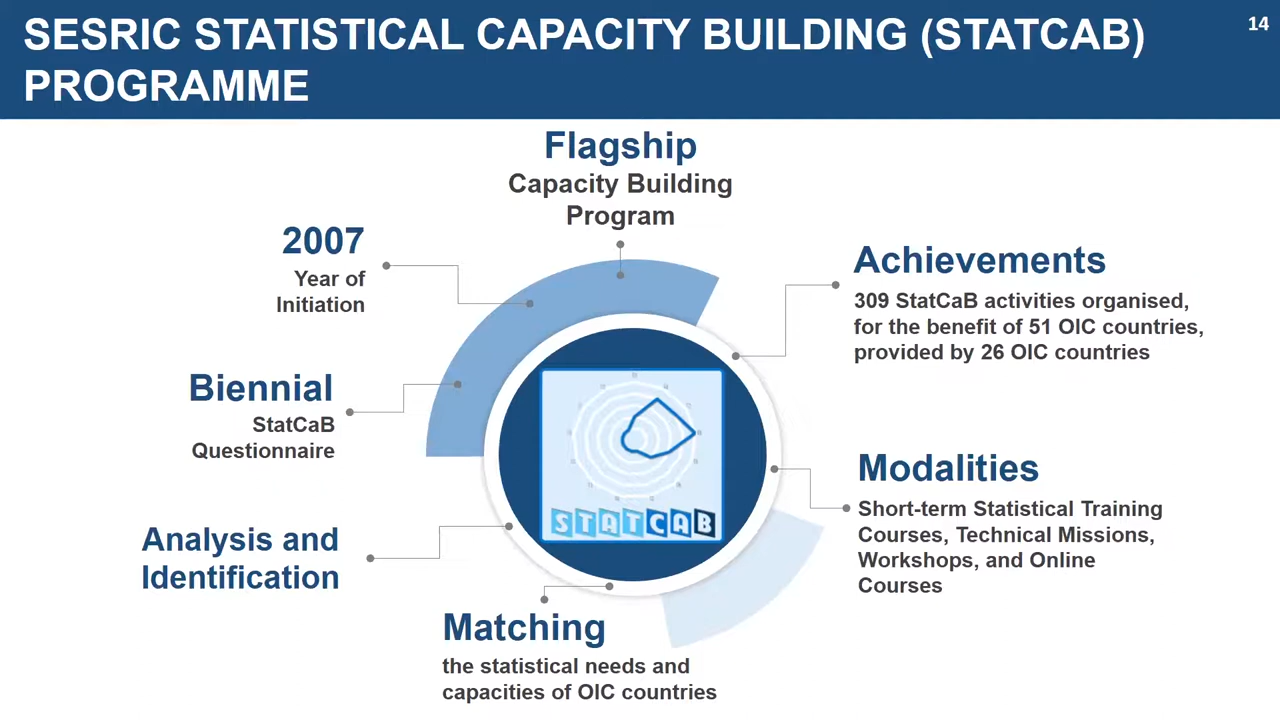 SESRIC STATISTICAL CAPACITY BUILDING (STATCAB)
PROGRAMME
14
Flagship
Capacity Building
Program
2007
Year of
Initiation
Achievements
309 StatCaB activities organised,
for the benefit of 51 OIC countries,
provided by 26 OIC countries
Biennial
StatCaB
Questionnaire
STATCAB
Modalities
Short-term Statistical Training
Courses, Technical Missions,
Workshops, and Online
Courses
Analysis and
Identification
Matching
the statistical needs and
capacities of OIC countries